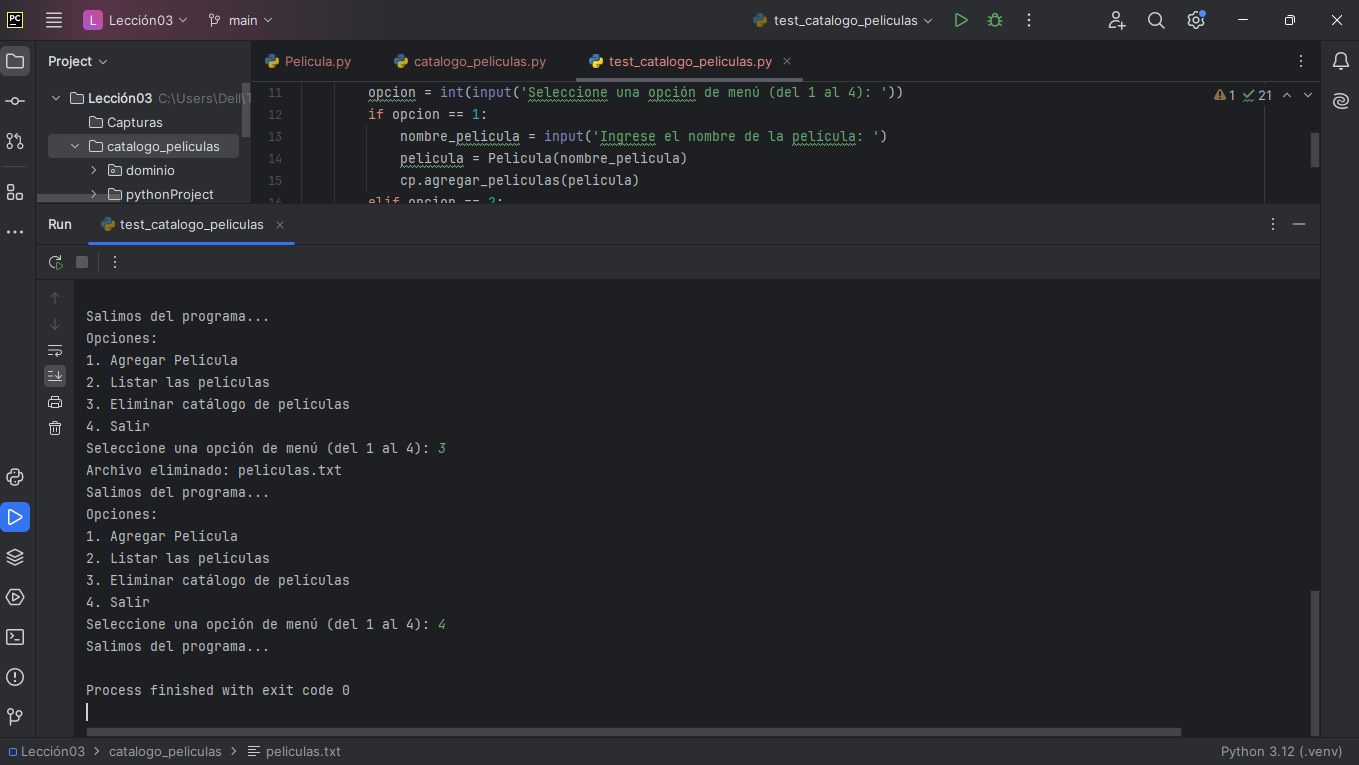 PC L Lección03 main test_catalogo_peliculas
Project
Pelicula.py catalogo_peliculas.py test_catalogo_peliculas.py
Lección03 C:\Users\Dell\
Capturas
catalogo_peliculas
dominio
pythonProject
11 opcion = int(input('Seleccione una opción de menú (del 1 al 4): '))
12 if opcion == 1:
13 nombre_pelicula = input('Ingrese el nombre de la película: ')
14 pelicula = Pelicula(nombre_pelicula)
15 cp.agregar_peliculas(pelicula)
16 elif opcion == 2:
1 21
Run test_catalogo_peliculas
Salimos del programa...
Opciones:
1. Agregar Película
2. Listar las películas
3. Eliminar catálogo de películas
4. Salir
Seleccione una opción de menú (del 1 al 4): 3
Archivo eliminado: peliculas.txt
Salimos del programa...
Opciones:
1. Agregar Película
2. Listar las películas
3. Eliminar catálogo de películas
4. Salir
Seleccione una opción de menú (del 1 al 4): 4
Salimos del programa...
Process finished with exit code 0
Lección03 > catalogo_peliculas > peliculas.txt
Python 3.12 (.venv)